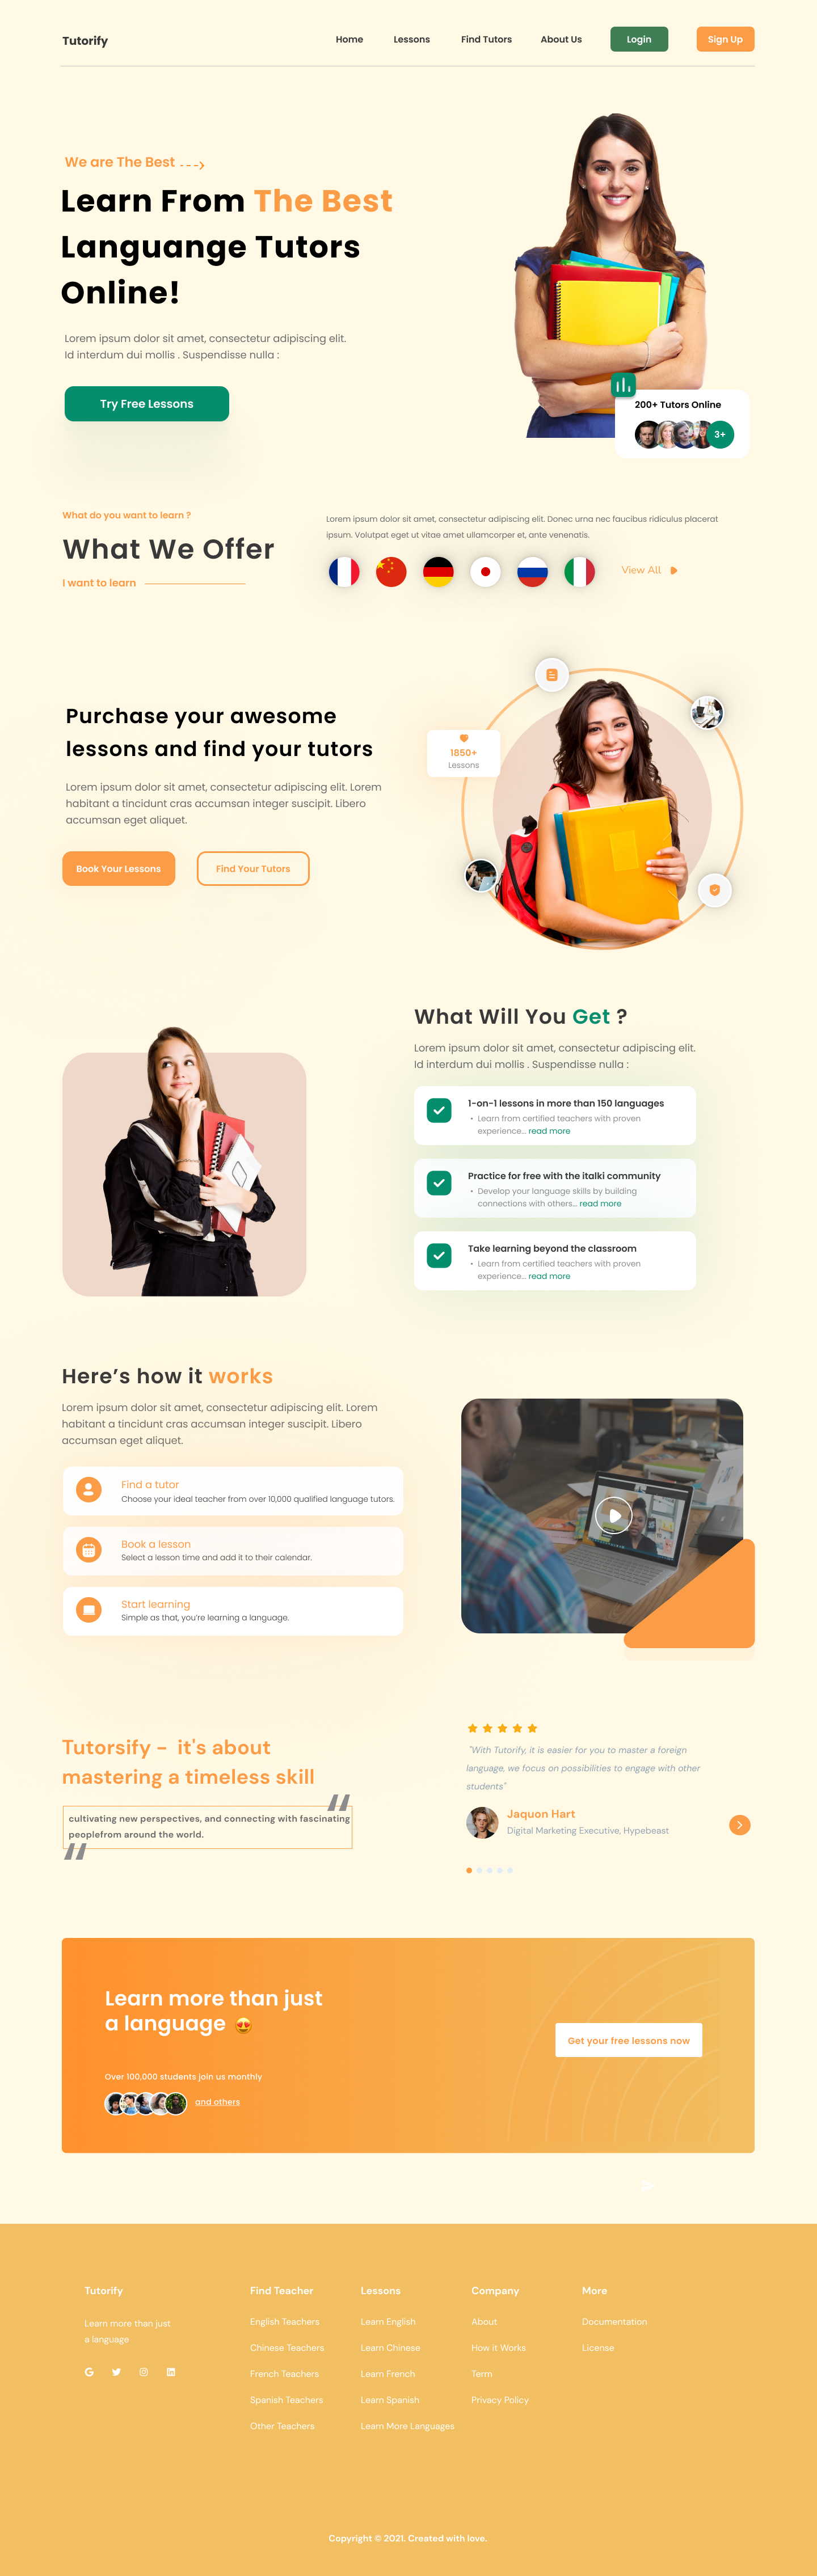 Tutorify
Home
Lessons
Find Tutors
About Us
Login
Sign Up
We are The Best
Learn From The Best
Languange Tutors
Online!
Lorem ipsum dolor sit amet, consectetur adipiscing elit.
Id interdum dui mollis . Suspendisse nulla :
Try Free Lessons
200+ Tutors Online
3+
What do you want to learn ?
What We Offer
I want to learn
Lorem ipsum dolor sit amet, consectetur adipiscing elit. Donec urna nec faucibus ridiculus placerat
ipsum. Volutpat eget ut vitae amet ullamcorper et, ante venenatis.
View All
Purchase your awesome
lessons and find your tutors
Lorem ipsum dolor sit amet, consectetur adipiscing elit. Lorem
habitant a tincidunt cras accumsan integer suscipit. Libero
accumsan eget aliquet.
Book Your Lessons
Find Your Tutors
1850+
Lessons
What Will You Get ?
Lorem ipsum dolor sit amet, consectetur adipiscing elit.
Id interdum dui mollis . Suspendisse nulla :
1-on-1 lessons in more than 150 languages
• Learn from certified teachers with proven
experience... read more
Practice for free with the italki community
• Develop your language skills by building
connections with others... read more
Take learning beyond the classroom
• Learn from certified teachers with proven
experience... read more
Here's how it works
Lorem ipsum dolor sit amet, consectetur adipiscing elit. Lorem
habitant a tincidunt cras accumsan integer suscipit. Libero
accumsan eget aliquet.
Find a tutor
Choose your ideal teacher from over 10,000 qualified language tutors.
Book a lesson
Select a lesson time and add it to their calendar.
Start learning
Simple as that, you're learning a language.
Tutorsify - it's about
mastering a timeless skill
cultivating new perspectives, and connecting with fascinating
peoplefrom around the world.
"With Tutorify, it is easier for you to master a foreign
language, we focus on possibilities to engage with other
students"
Jaquon Hart
Digital Marketing Executive, Hypebeast
Learn more than just
a language 😍
Over 100,000 students join us monthly
and others
Get your free lessons now
Tutorify
Learn more than just
a language
Find Teacher
English Teachers
Chinese Teachers
French Teachers
Spanish Teachers
Other Teachers
Lessons
Learn English
Learn Chinese
Learn French
Learn Spanish
Learn More Languages
Company
About
How it Works
Term
Privacy Policy
More
Documentation
License
Copyright © 2021. Created with love.